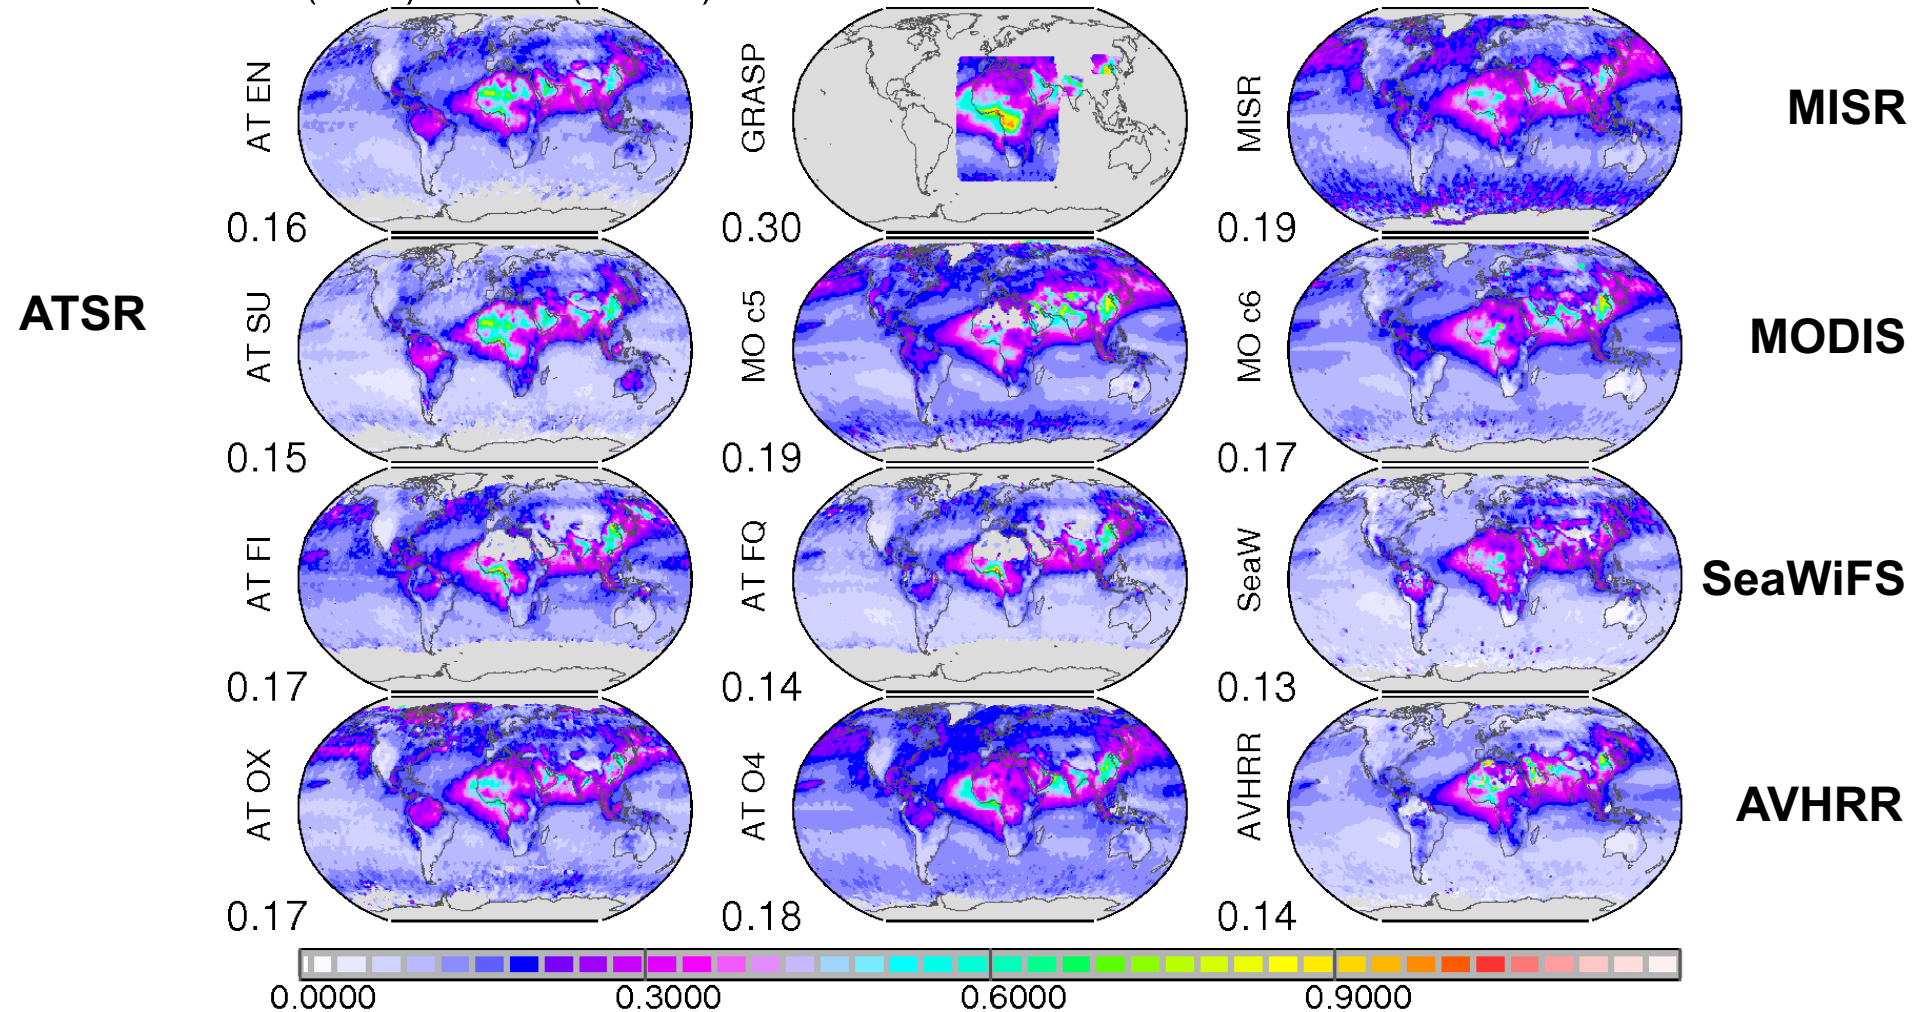 AT EN
GRASP
MISR
MISR
0.16
0.30
0.19
ATSR
AT SU
MO c5
MO c6
MODIS
0.15
0.19
0.17
AT FI
AT FQ
SeaW
SeaWiFS
0.17
0.14
0.13
AT OX
AT O4
AVHRR
AVHRR
0.17
0.18
0.14
0.0000 0.3000 0.6000 0.9000